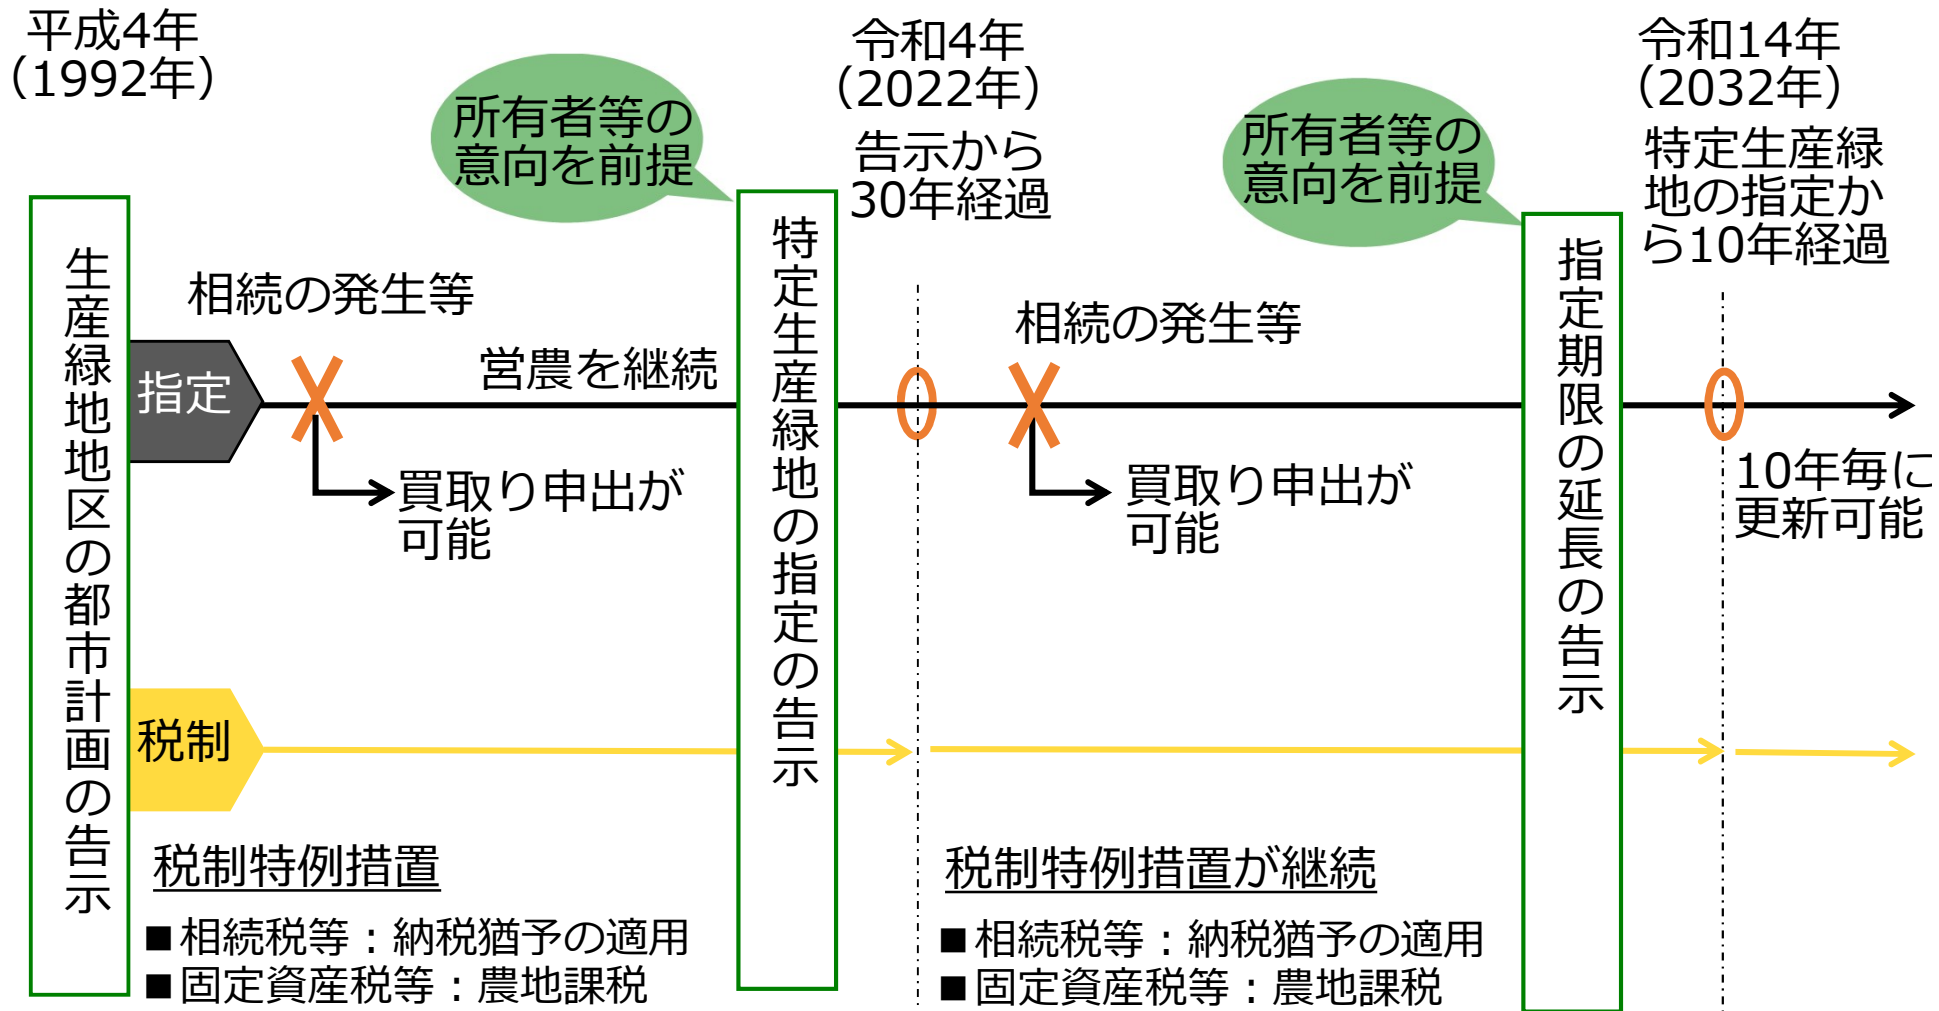 平成4年
（1992年）
所有者等の
意向を前提
令和4年
（2022年）
告示から
30年経過
所有者等の
意向を前提
令和14年
（2032年）
特定生産緑
地の指定か
ら10年経過
生産緑地地区の都市計画の告示
指定
相続の発生等
営農を継続
買取り申出が
可能
特定生産緑地の指定の告示
相続の発生等
買取り申出が
可能
指定期限の延長の告示
10年毎に
更新可能
税制
税制特例措置
■相続税等：納税猶予の適用
■固定資産税等：農地課税
税制特例措置が継続
■相続税等：納税猶予の適用
■固定資産税等：農地課税